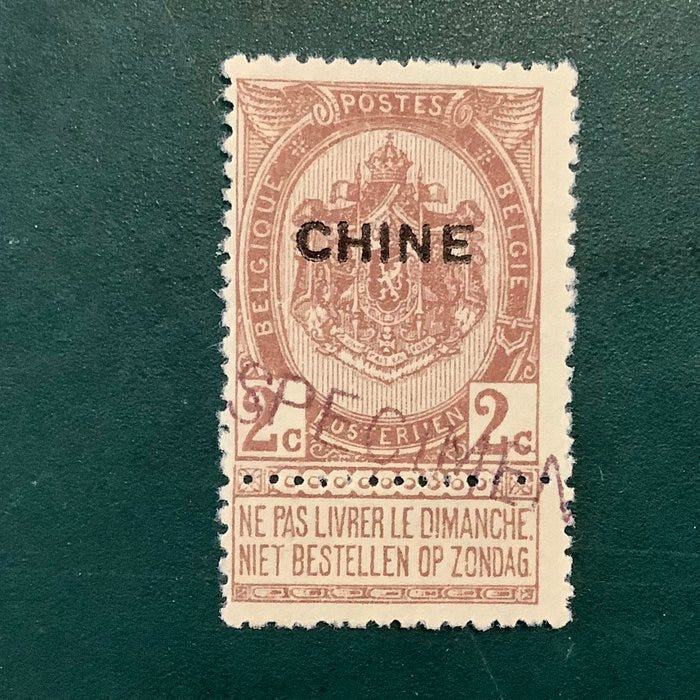 POSTES
BELGIQUE BELGIE
CHINE
POSTERIJEN
2c 2c
SPECIMEN
NE PAS LIVRER LE DIMANCHE.
NIET BESTELLEN OP ZONDAG.